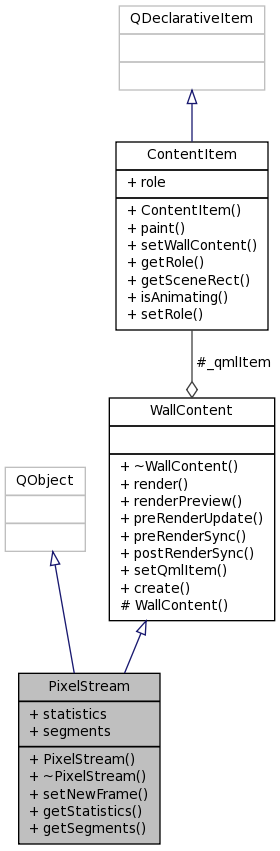 QDeclarativeItem
ContentItem
+ role
+ ContentItem()
+ paint()
+ setWallContent()
+ getRole()
+ getSceneRect()
+ isAnimating()
+ setRole()
#_qmlItem
WallContent
+ ~WallContent()
+ render()
+ renderPreview()
+ preRenderUpdate()
+ preRenderSync()
+ postRenderSync()
+ setQmlItem()
+ create()
# WallContent()
QObject
PixelStream
+ statistics
+ segments
+ PixelStream()
+ ~PixelStream()
+ setNewFrame()
+ getStatistics()
+ getSegments()